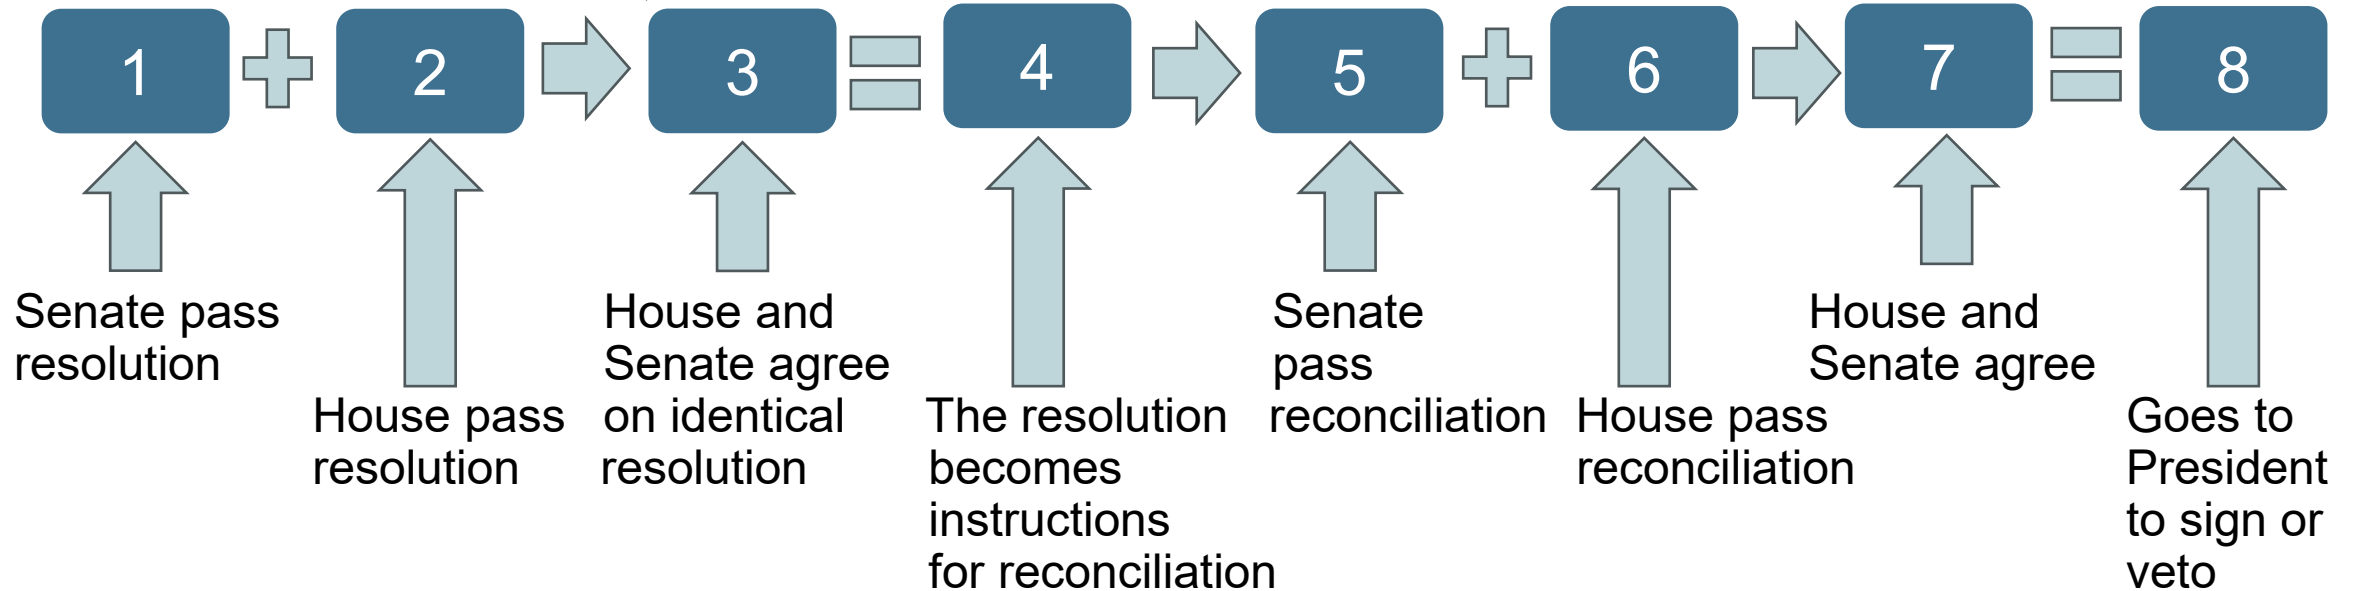 1
2
3
4
5
6
7
8
Senate pass
resolution
House pass
resolution
House and
Senate agree
on identical
resolution
The resolution
becomes
instructions
for reconciliation
Senate
pass
reconciliation
House pass
reconciliation
House and
Senate agree
Goes to
President
to sign or
veto